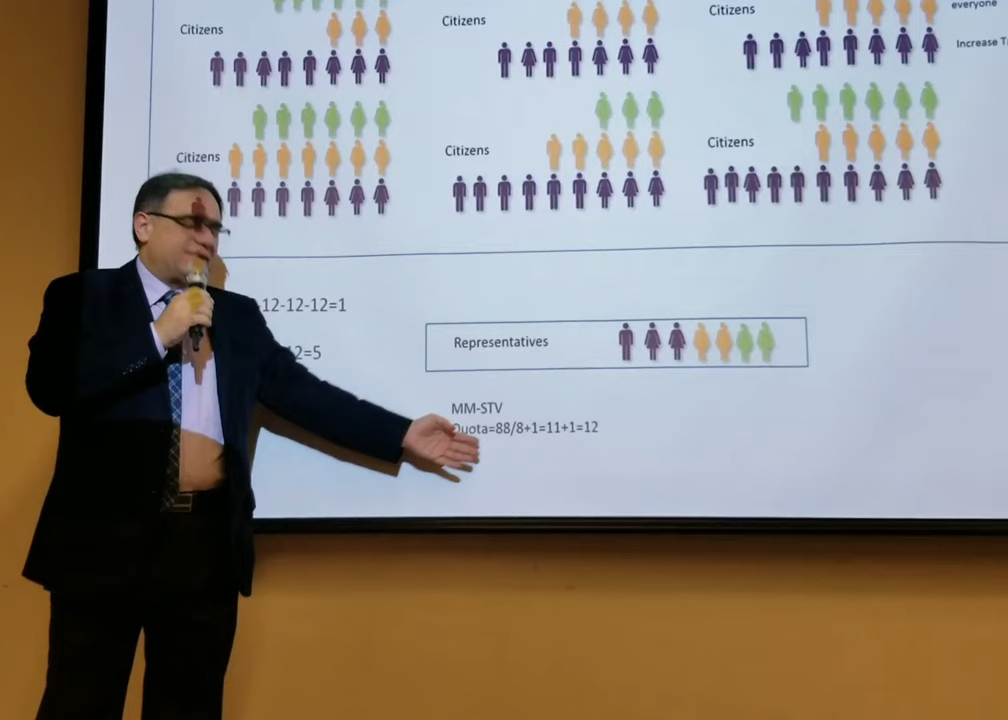 everyone
Citizens
Citizens
Citizens
Increase
Citizens
Citizens
Citizens
-12-12-12=1
Representatives
2=5
MM-STV
Quota=88/8+1=11+1=12